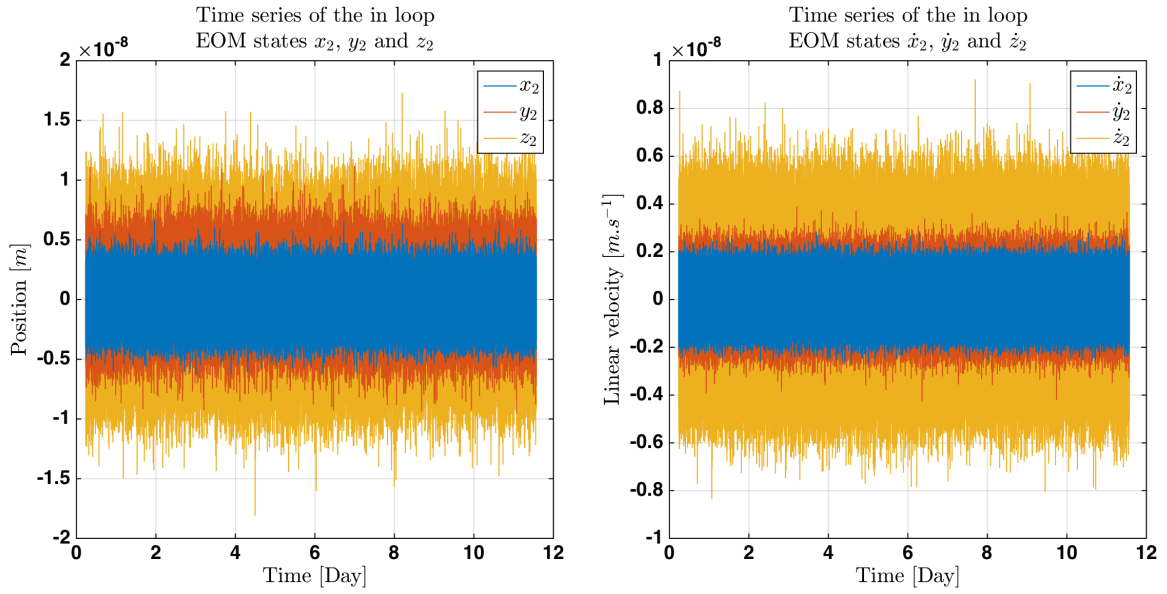 Time series of the in loop
EOM states x₂, y₂ and z₂
×10⁻⁸
2
1.5
1
0.5
0
-0.5
-1
-1.5
-2
Position [m]
x₂
y₂
z₂
0 2 4 6 8 10 12
Time [Day]
Time series of the in loop
EOM states ẋ₂, ẏ₂ and ż₂
×10⁻⁸
1
0.8
0.6
0.4
0.2
0
-0.2
-0.4
-0.6
-0.8
-1
Linear velocity [m.s⁻¹]
ẋ₂
ẏ₂
ż₂
0 2 4 6 8 10 12
Time [Day]